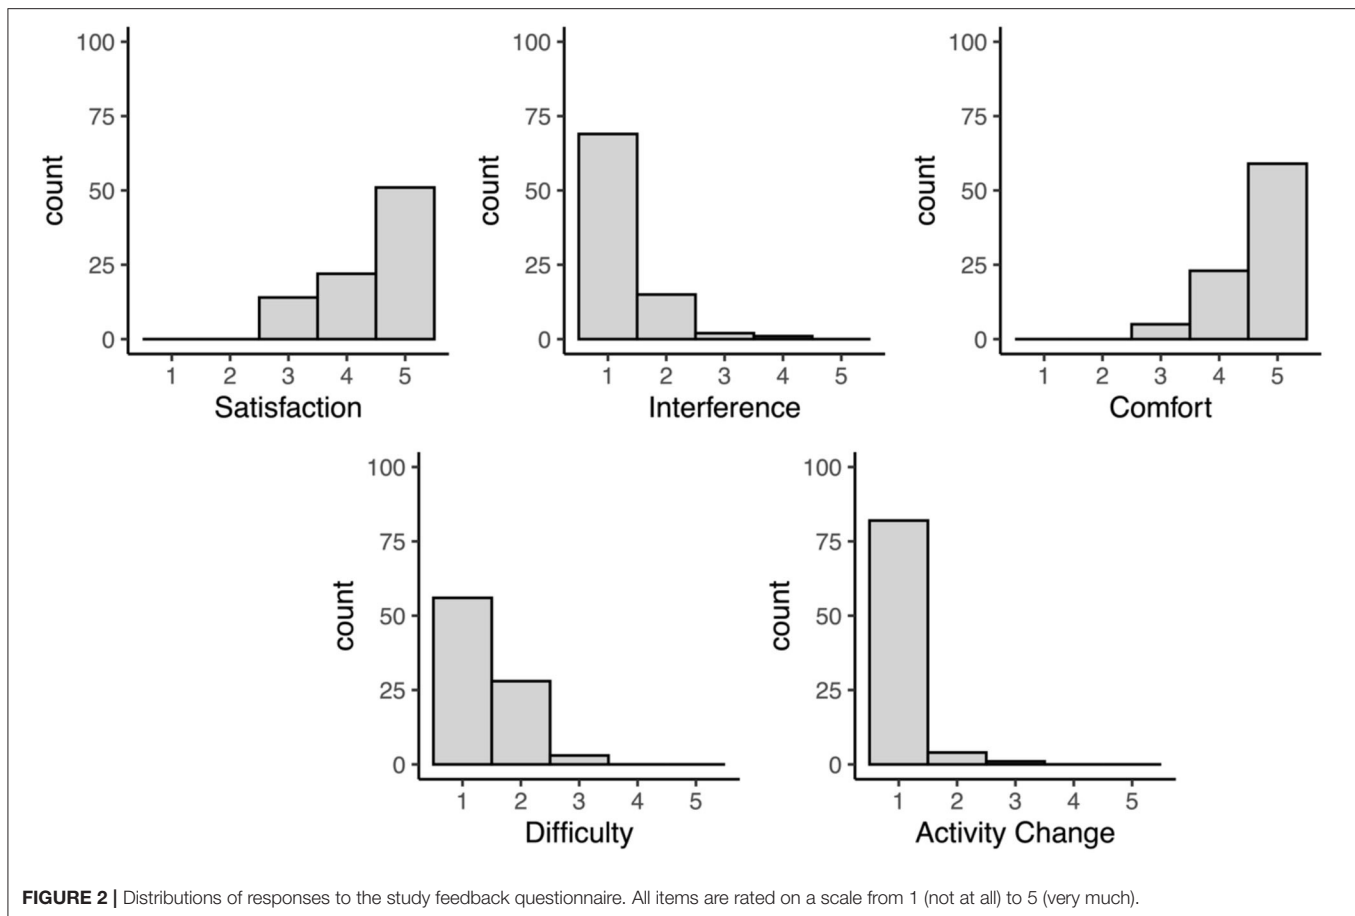 100
75
50
25
0
count
1 2 3 4 5
Satisfaction
100
75
50
25
0
count
1 2 3 4 5
Interference
100
75
50
25
0
count
1 2 3 4 5
Comfort
100
75
50
25
0
count
1 2 3 4 5
Difficulty
100
75
50
25
0
count
1 2 3 4 5
Activity Change
FIGURE 2 | Distributions of responses to the study feedback questionnaire. All items are rated on a scale from 1 (not at all) to 5 (very much).